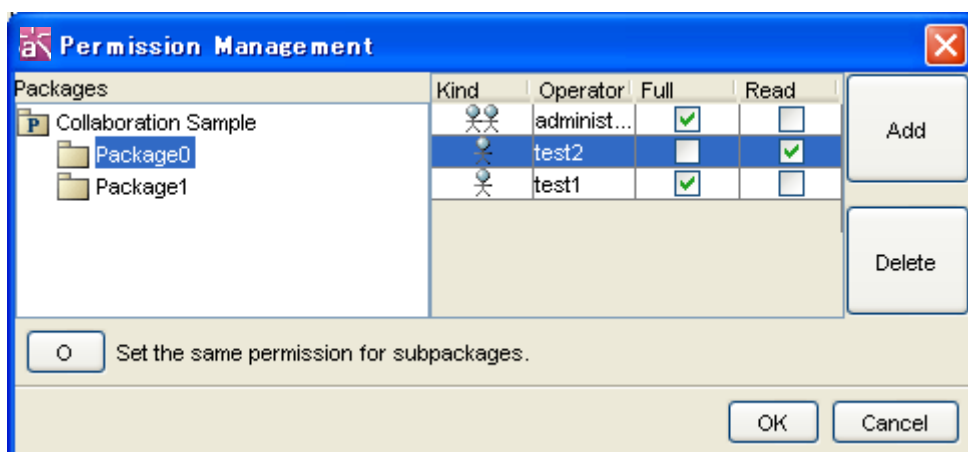 Permission Management
Packages
Kind Operator Full Read
P Collaboration Sample
administ...
Add
Package0
test2
Package1
test1
Delete
O Set the same permission for subpackages.
OK Cancel